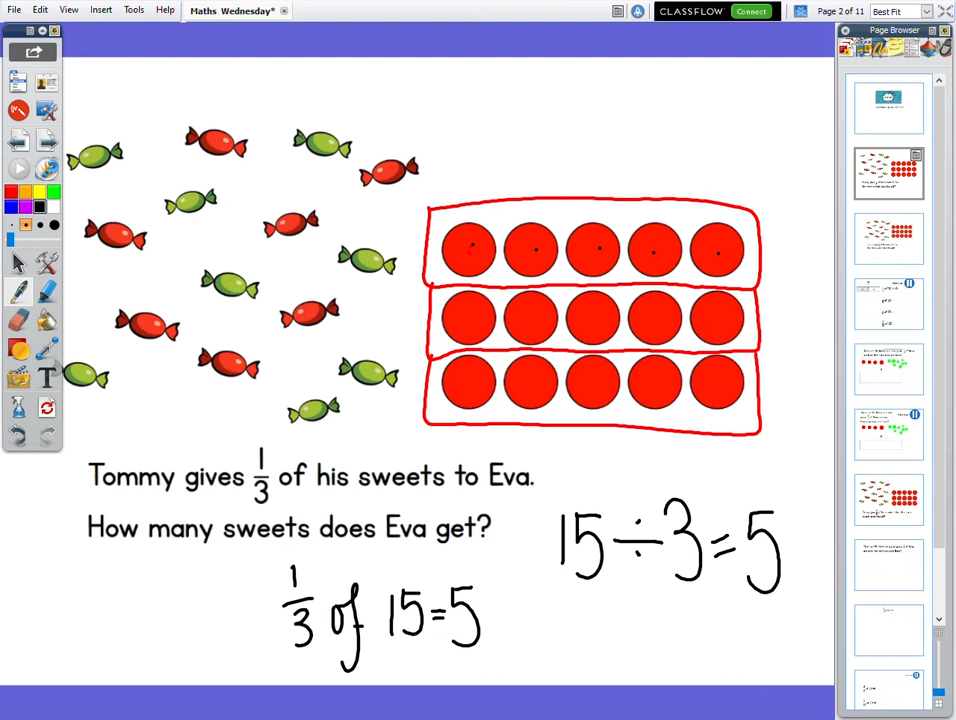 File Edit View Insert Tools Help Maths Wednesday* CLASSFLOW Connect Page 2 of 11 Best Fit
Page Browser
Tommy gives 1/3 of his sweets to Eva.
How many sweets does Eva get?
15 ÷ 3 = 5
1/3 of 15 = 5